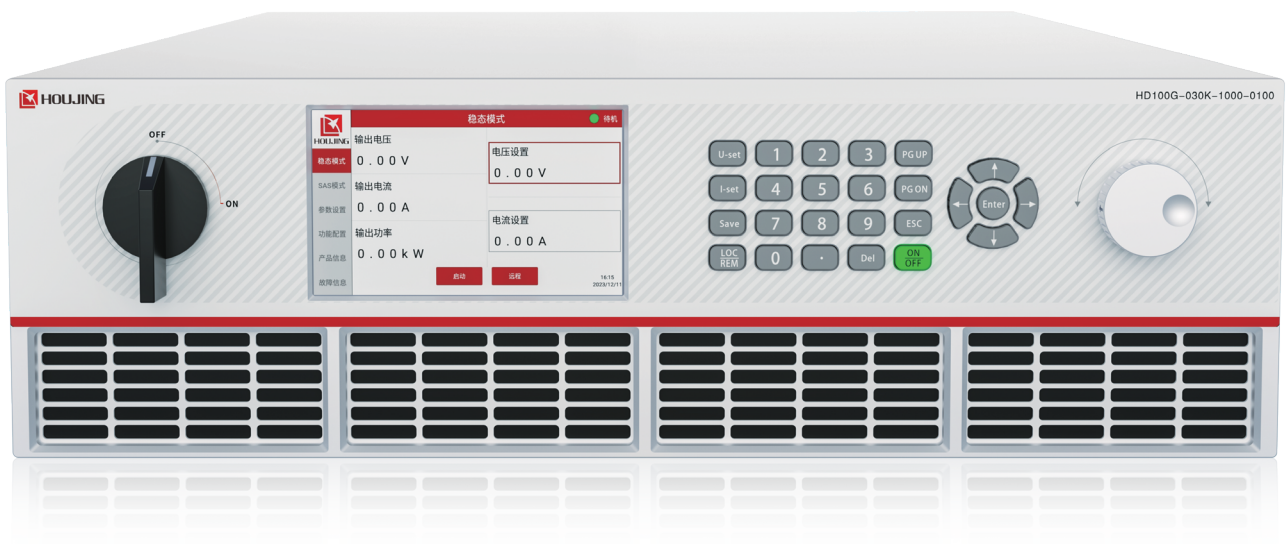 HOUJING
HD100G-030K-1000-0100
OFF
ON
HOUJING
稳态模式
待机
稳态模式
SAS模式
参数设置
功能配置
产品信息
故障信息
输出电压
0.00V
输出电流
0.00A
输出功率
0.00kW
电压设置
0.00V
电流设置
0.00A
启动
远程
16:15
2023/12/11
U-set 1 2 3 PG UP
I-set 4 5 6 PG ON
Save 7 8 9 ESC
LOC
REM
0 · Del
ON
OFF
Enter